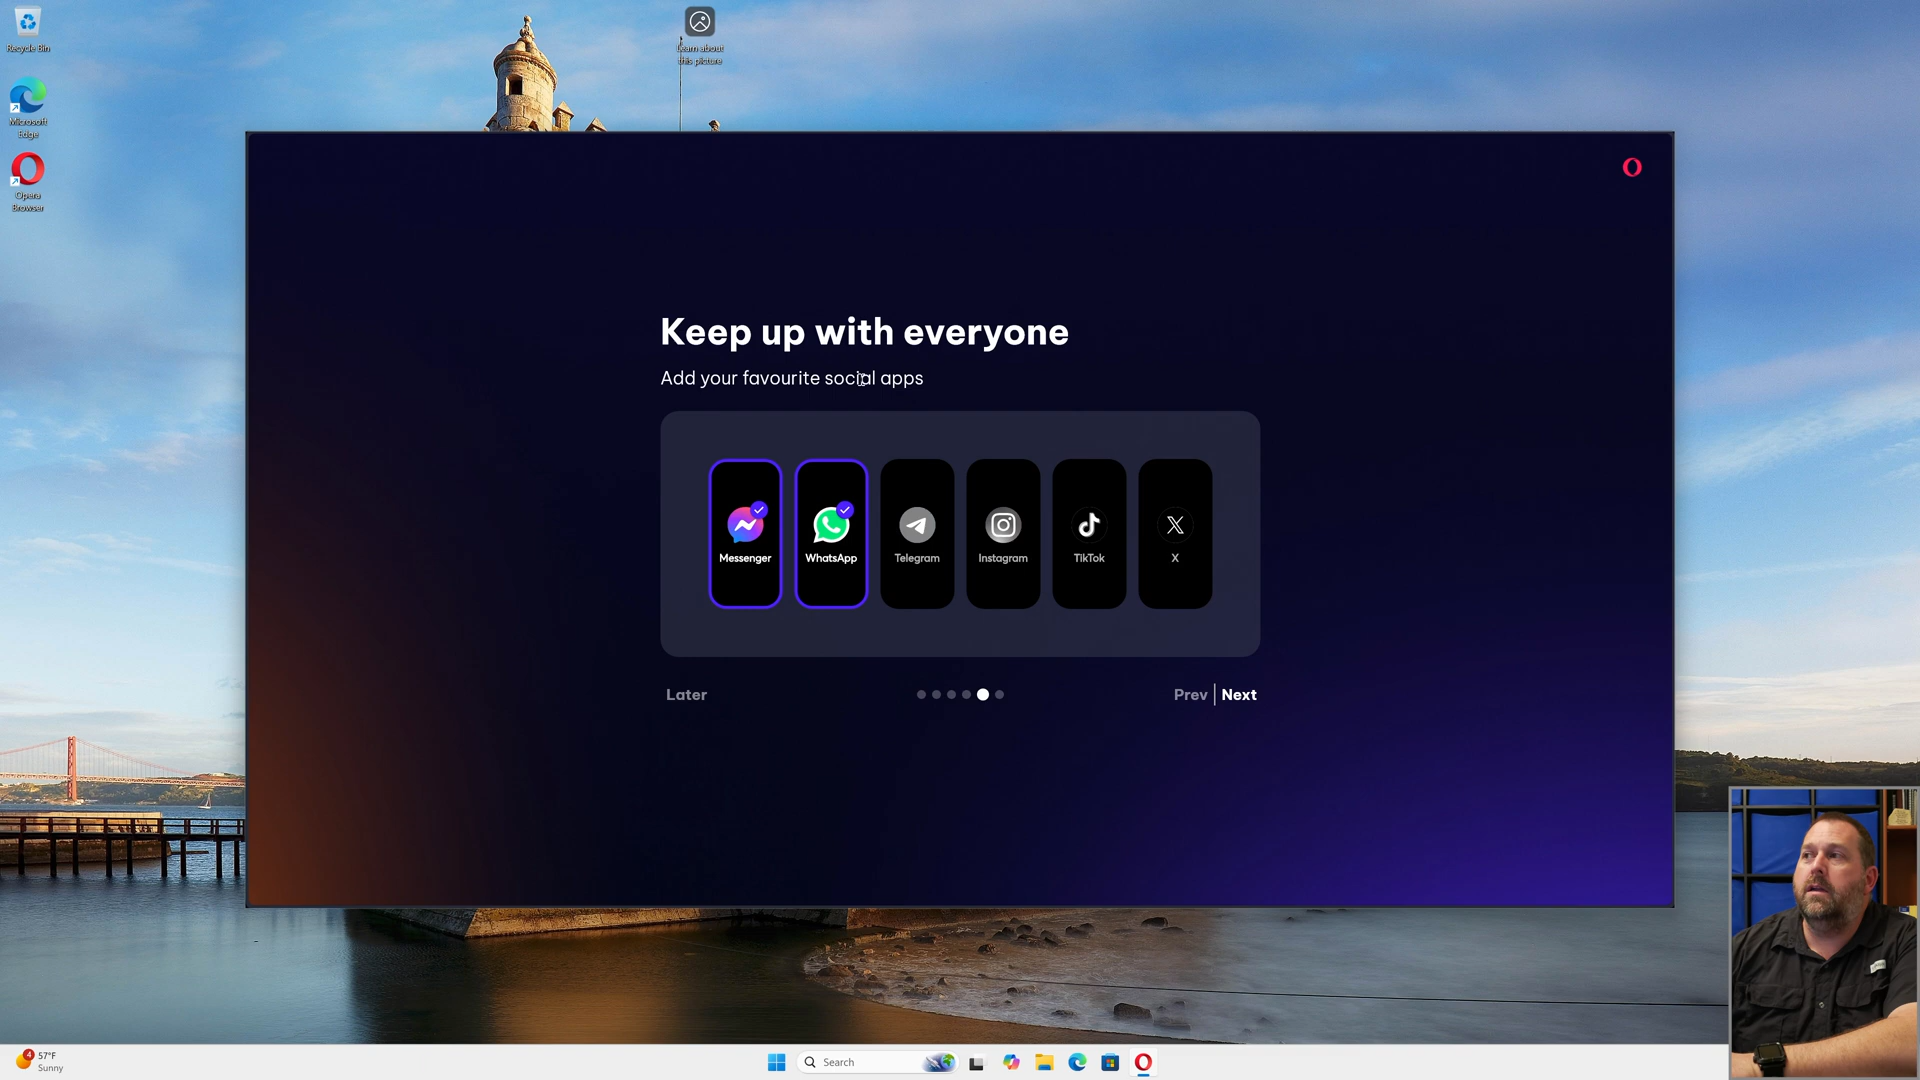 Recycle Bin
Learn about
this picture
Microsoft
Edge
Opera
Browser
Keep up with everyone
Add your favourite social apps
Messenger
WhatsApp
Telegram
Instagram
TikTok
X
Later
Prev
Next
4
57°F
Sunny
Search